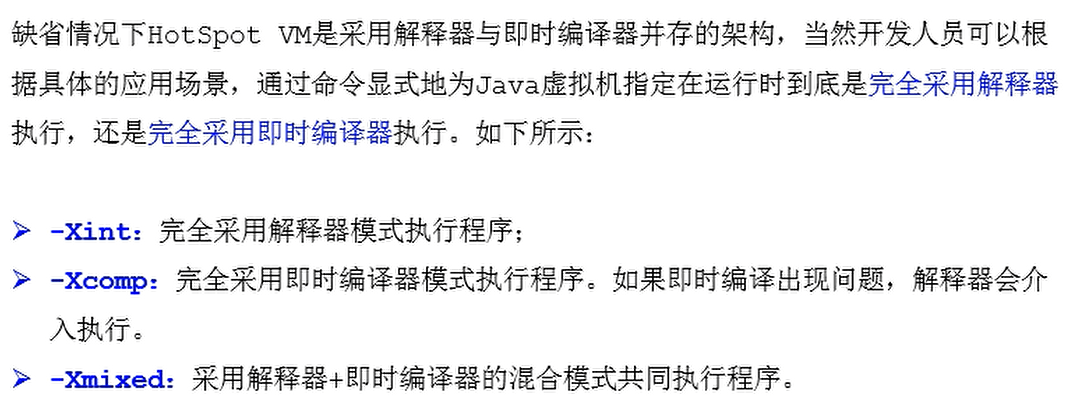 缺省情况下HotSpot VM是采用解释器与即时编译器并存的架构，当然开发人员可以根
据具体的应用场景，通过命令显式地为Java虚拟机指定在运行时到底是完全采用解释器
执行，还是完全采用即时编译器执行。如下所示：
➢ -Xint：完全采用解释器模式执行程序；
➢ -Xcomp：完全采用即时编译器模式执行程序。如果即时编译出现问题，解释器会介
入执行。
➢ -Xmixed：采用解释器+即时编译器的混合模式共同执行程序。